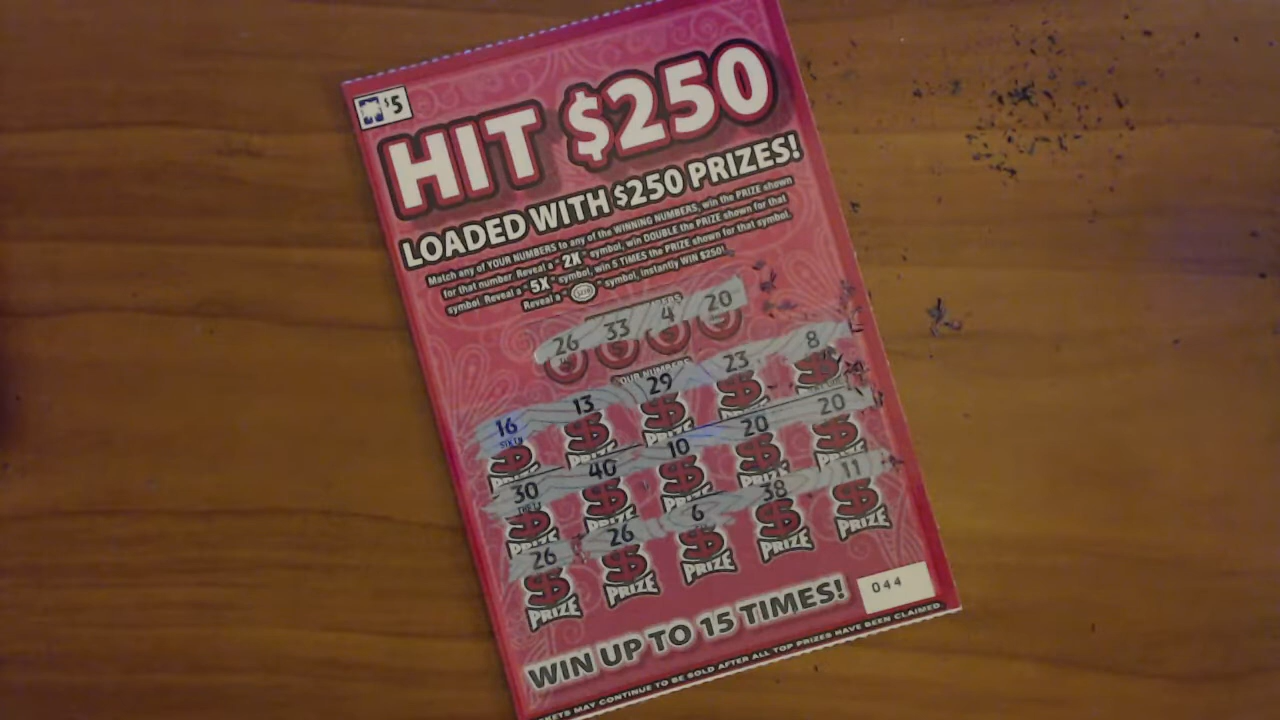 $5
HIT $250
LOADED WITH $250 PRIZES!
Match any of YOUR NUMBERS to any of the WINNING NUMBERS, win the PRIZE shown
for that number. Reveal a "2X" symbol, win DOUBLE the PRIZE shown for that
symbol. Reveal a "5X" symbol, win 5 TIMES the PRIZE shown for that symbol.
Reveal a " " symbol, instantly WIN $250!
26 33 4 20
YOUR NUMBERS
16 13 29 23 8
PRIZE PRIZE PRIZE
30 40 10 20 20
PRIZE PRIZE PRIZE PRIZE PRIZE
26 26 6 38 11
PRIZE PRIZE PRIZE PRIZE PRIZE
044
WIN UP TO 15 TIMES!
MAY CONTINUE TO BE SOLD AFTER ALL TOP PRIZES HAVE BEEN CLAIMED.